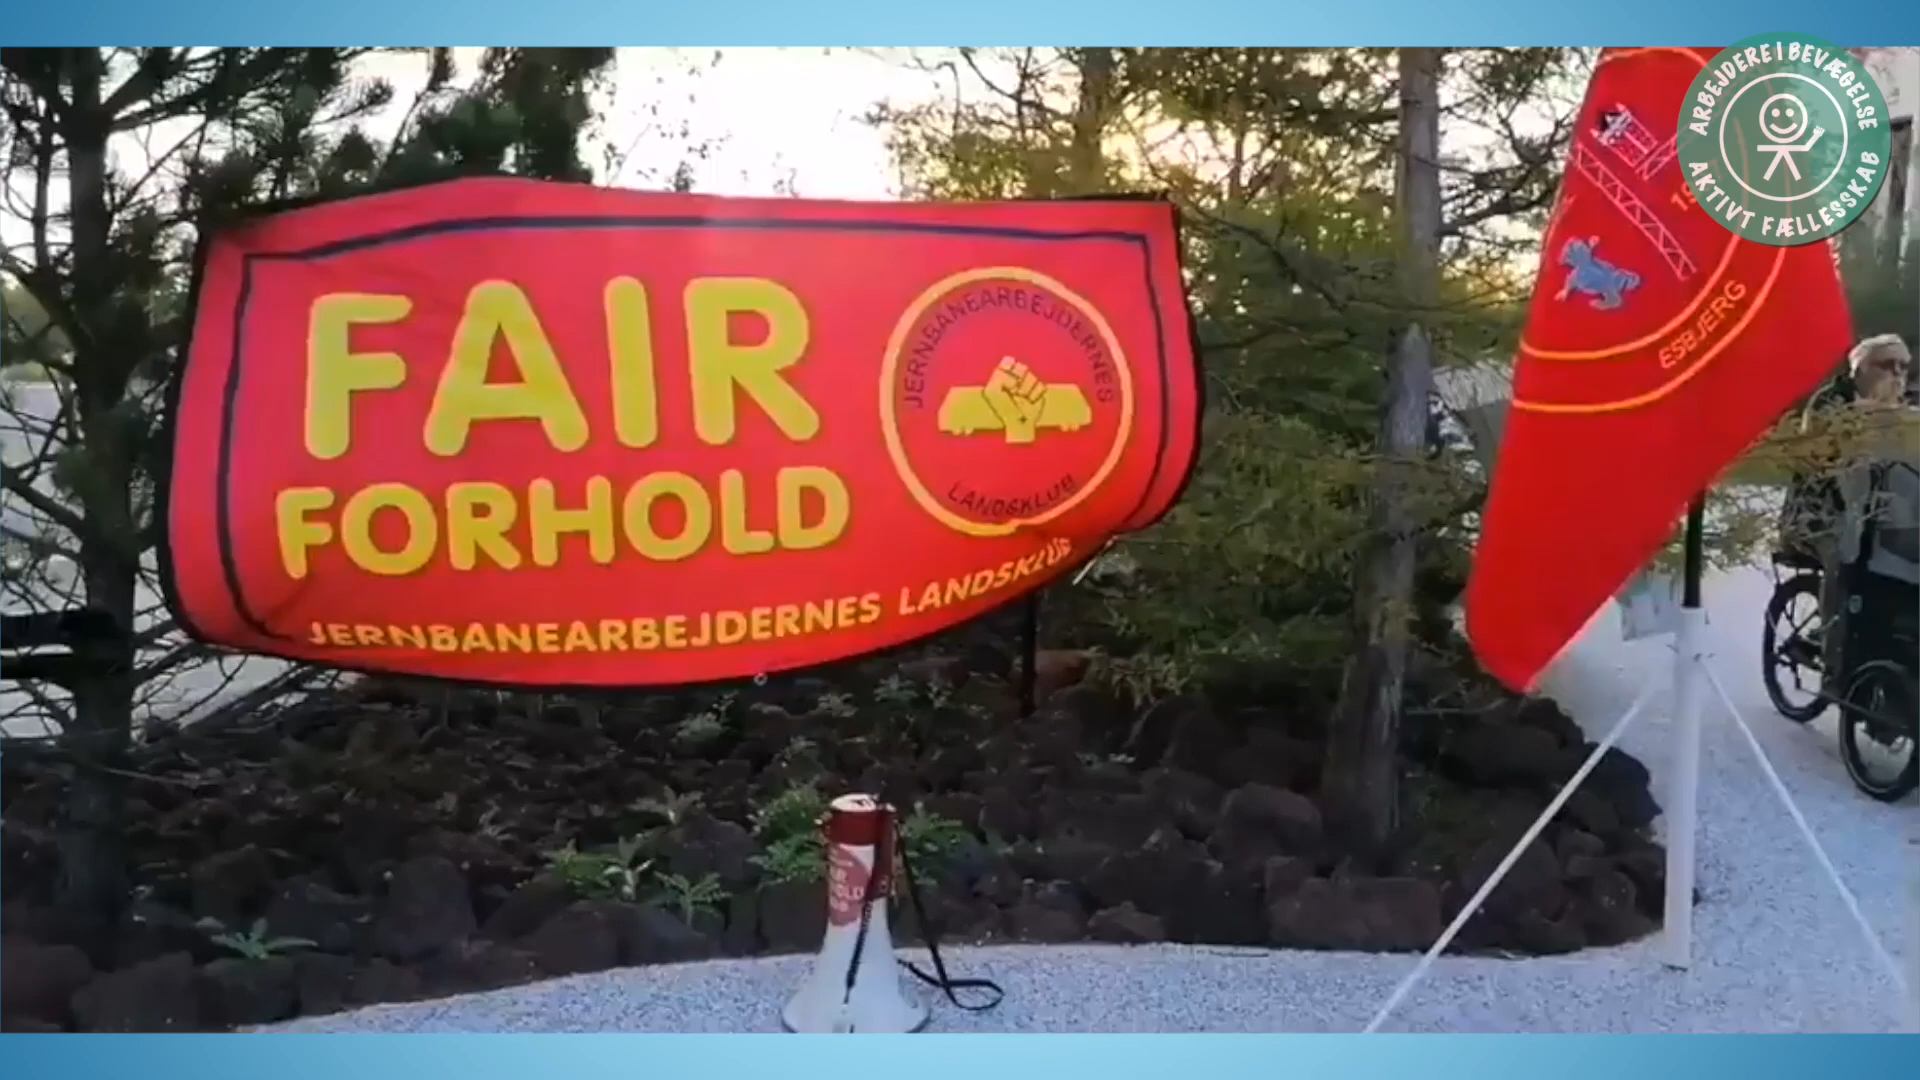 FAIR
FORHOLD
JERNBANEARBEJDERNES
LANDSKLUB
JERNBANEARBEJDERNES LANDSKLUB
ESBJERG
ARBEJDERE I BEVÆGELSE
AKTIVT FÆLLESSKAB